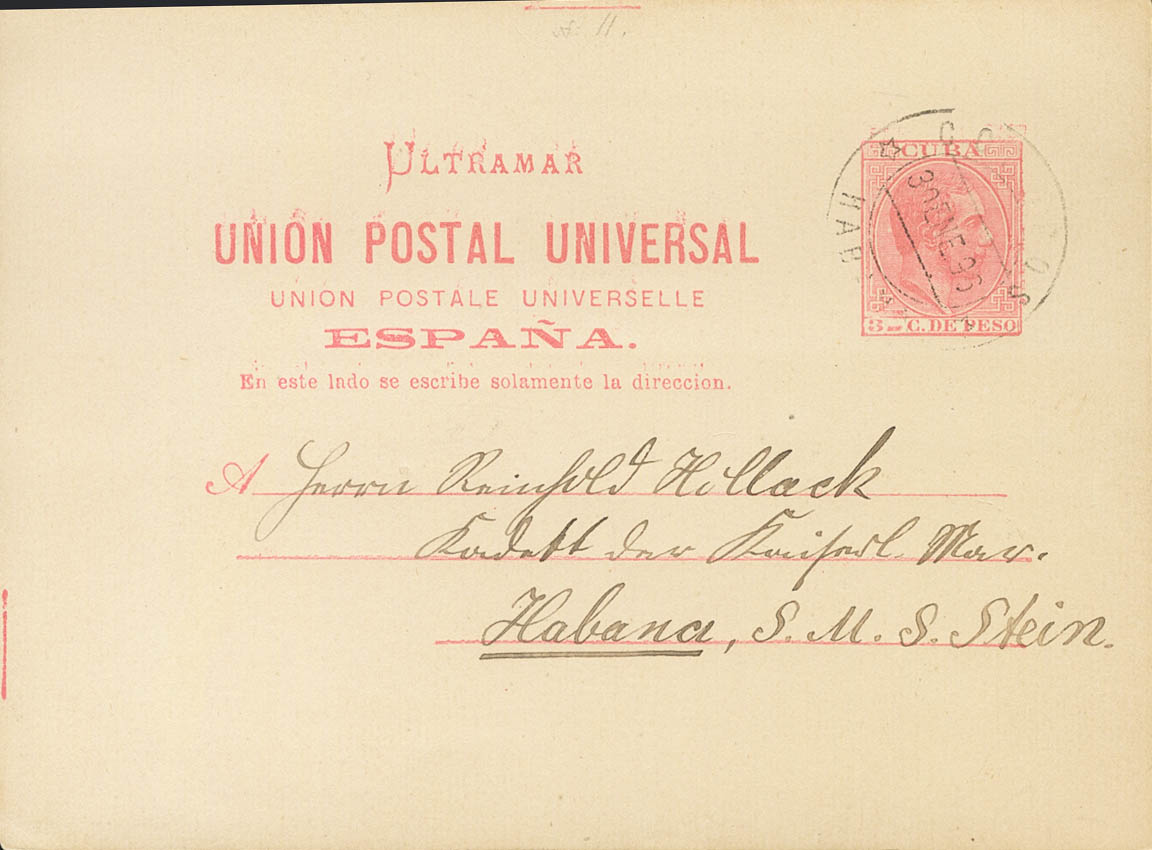 ULTRAMAR
UNIÓN POSTAL UNIVERSAL
UNION POSTALE UNIVERSELLE
ESPAÑA.
En este lado se escribe solamente la direccion.
CUBA
3 C. DE PESO
A Herrn Reinhold Hollack
Kadett der Kaiserl. Mar.
Habana, S. M. S. Stein.